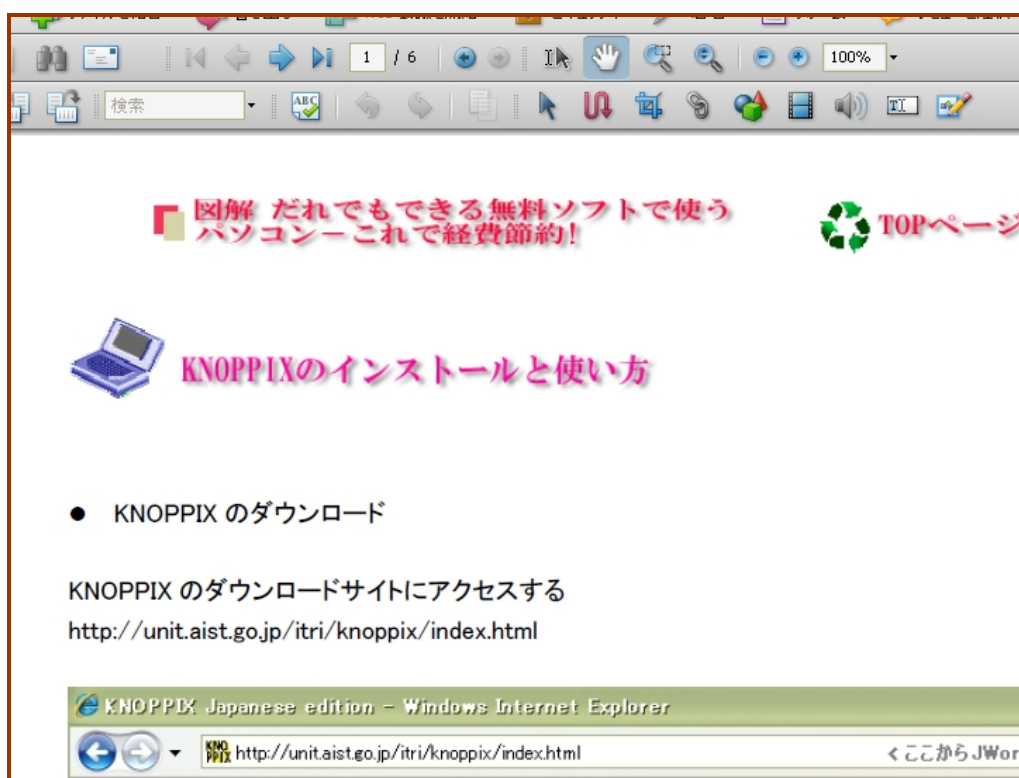 1 / 6
100%
検索
ABC
図解 だれでもできる無料ソフトで使う
パソコン－これで経費節約!
TOPページ
KNOPPIXのインストールと使い方
● KNOPPIX のダウンロード
KNOPPIX のダウンロードサイトにアクセスする
http://unit.aist.go.jp/itri/knoppix/index.html
KNOPPIX Japanese edition - Windows Internet Explorer
http://unit.aist.go.jp/itri/knoppix/index.html
くここから JWor